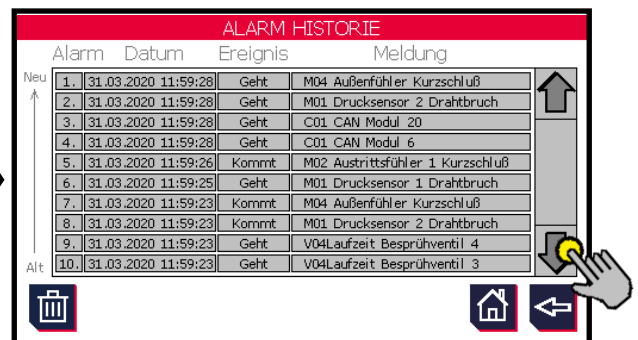 ALARM HISTORIE
Alarm Datum Ereignis Meldung
Neu
1. 31.03.2020 11:59:28 Geht M04 Außenfühler Kurzschluß
2. 31.03.2020 11:59:28 Geht M01 Drucksensor 2 Drahtbruch
3. 31.03.2020 11:59:28 Geht C01 CAN Modul 20
4. 31.03.2020 11:59:28 Geht C01 CAN Modul 6
5. 31.03.2020 11:59:26 Kommt M02 Austrittsfühler 1 Kurzschluß
6. 31.03.2020 11:59:25 Geht M01 Drucksensor 1 Drahtbruch
7. 31.03.2020 11:59:23 Kommt M04 Außenfühler Kurzschluß
8. 31.03.2020 11:59:23 Kommt M01 Drucksensor 2 Drahtbruch
9. 31.03.2020 11:59:23 Geht V04Laufzeit Besprühventil 4
10. 31.03.2020 11:59:23 Geht V04Laufzeit Besprühventil 3
Alt